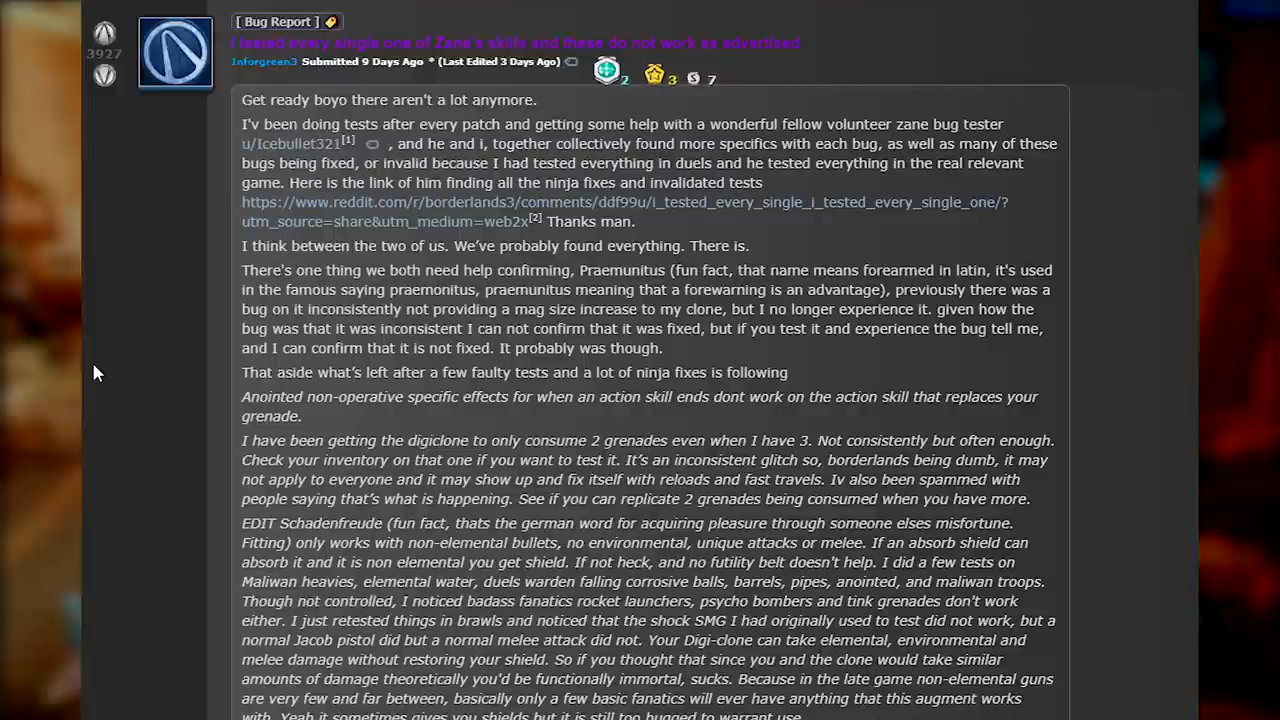 [ Bug Report ]
3927
I tested every single one of Zane's skills and these do not work as advertised
Inforgreen3 Submitted 9 Days Ago * (Last Edited 3 Days Ago)
2 3 S 7
Get ready boyo there aren't a lot anymore.
I'v been doing tests after every patch and getting some help with a wonderful fellow volunteer zane bug tester
u/Icebullet321[1] , and he and i, together collectively found more specifics with each bug, as well as many of these
bugs being fixed, or invalid because I had tested everything in duels and he tested everything in the real relevant
game. Here is the link of him finding all the ninja fixes and invalidated tests
https://www.reddit.com/r/borderlands3/comments/ddf99u/i_tested_every_single_i_tested_every_single_one/?
utm_source=share&utm_medium=web2x[2] Thanks man.
I think between the two of us. We've probably found everything. There is.
There's one thing we both need help confirming, Praemunitus (fun fact, that name means forearmed in latin, it's used
in the famous saying praemonitus, praemunitus meaning that a forewarning is an advantage), previously there was a
bug on it inconsistently not providing a mag size increase to my clone, but I no longer experience it. given how the
bug was that it was inconsistent I can not confirm that it was fixed, but if you test it and experience the bug tell me,
and I can confirm that it is not fixed. It probably was though.
That aside what's left after a few faulty tests and a lot of ninja fixes is following
Anointed non-operative specific effects for when an action skill ends dont work on the action skill that replaces your
grenade.
I have been getting the digiclone to only consume 2 grenades even when I have 3. Not consistently but often enough.
Check your inventory on that one if you want to test it. It's an inconsistent glitch so, borderlands being dumb, it may
not apply to everyone and it may show up and fix itself with reloads and fast travels. Iv also been spammed with
people saying that's what is happening. See if you can replicate 2 grenades being consumed when you have more.
EDIT Schadenfreude (fun fact, thats the german word for acquiring pleasure through someone elses misfortune.
Fitting) only works with non-elemental bullets, no environmental, unique attacks or melee. If an absorb shield can
absorb it and it is non elemental you get shield. If not heck, and no futility belt doesn't help. I did a few tests on
Maliwan heavies, elemental water, duels warden falling corrosive balls, barrels, pipes, anointed, and maliwan troops.
Though not controlled, I noticed badass fanatics rocket launchers, psycho bombers and tink grenades don't work
either. I just retested things in brawls and noticed that the shock SMG I had originally used to test did not work, but a
normal Jacob pistol did but a normal melee attack did not. Your Digi-clone can take elemental, environmental and
melee damage without restoring your shield. So if you thought that since you and the clone would take similar
amounts of damage theoretically you'd be functionally immortal, sucks. Because in the late game non-elemental guns
are very few and far between, basically only a few basic fanatics will ever have anything that this augment works
with. Yeah it sometimes gives you shields but it is still too bugged to warrant use